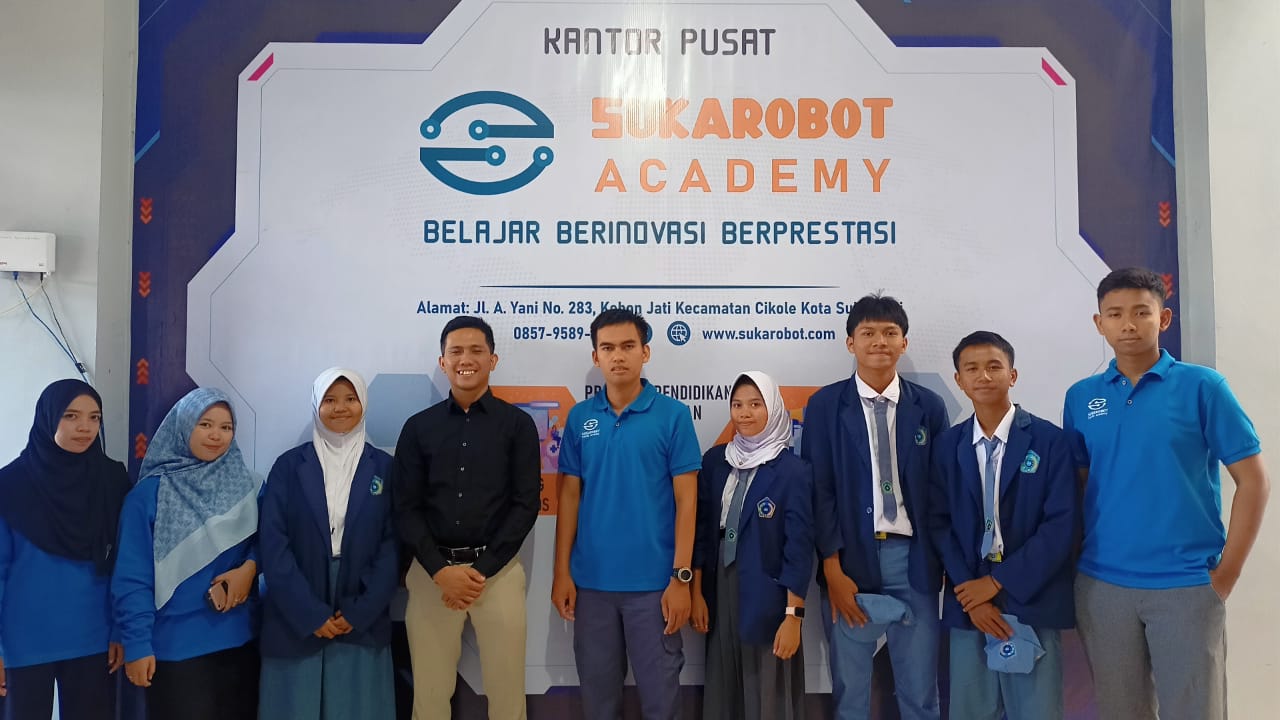 KANTOR PUSAT
SUKAROBOT
ACADEMY
BELAJAR BERINOVASI BERPRESTASI
Alamat: Jl. A. Yani No. 283, Kebon Jati Kecamatan Cikole Kota
0857-9589- www.sukarobot.com
PENDIDIKAN